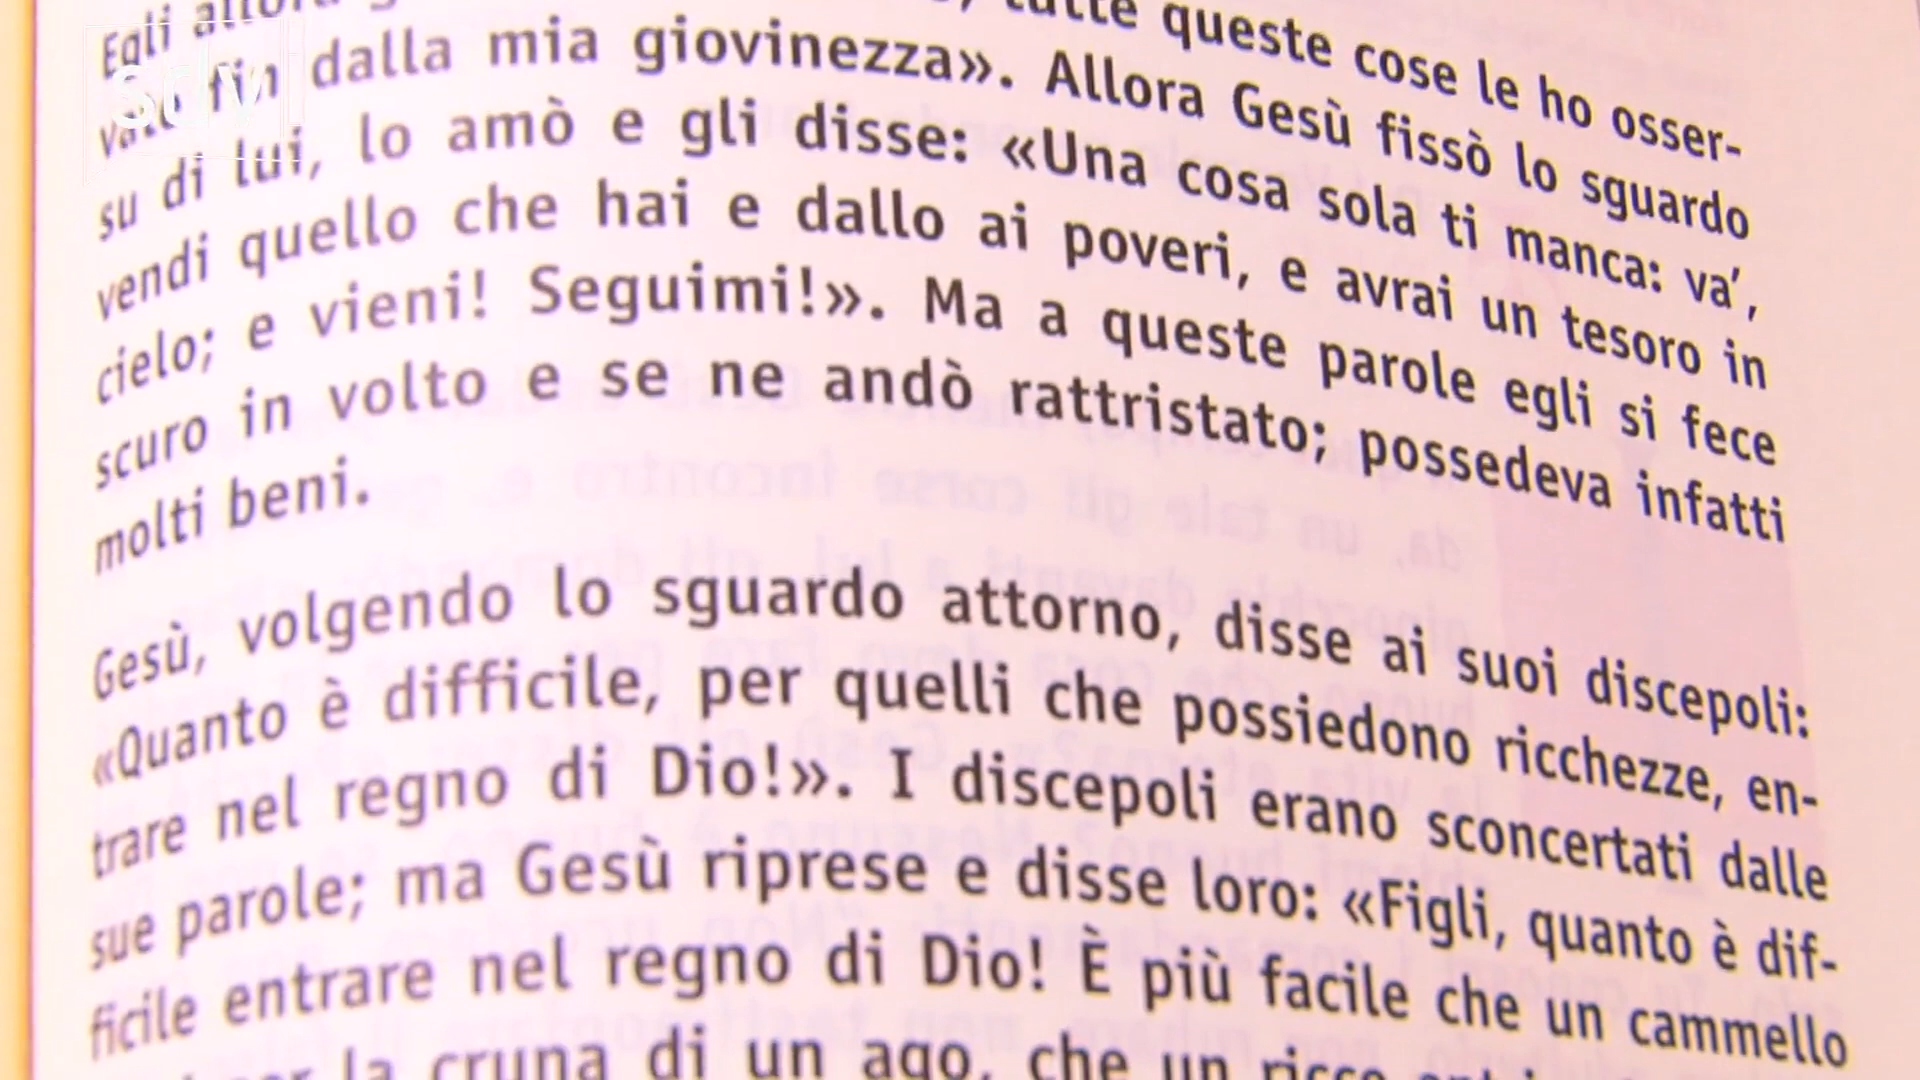 Egli allora
tutte queste cose le ho osser-
fin dalla mia giovinezza». Allora Gesù fissò lo sguardo
su di lui, lo amò e gli disse: «Una cosa sola ti manca: va’,
vendi quello che hai e dallo ai poveri, e avrai un tesoro in
cielo; e vieni! Seguimi!». Ma a queste parole egli si fece
scuro in volto e se ne andò rattristato; possedeva infatti
molti beni.
Gesù, volgendo lo sguardo attorno, disse ai suoi discepoli:
«Quanto è difficile, per quelli che possiedono ricchezze, en-
trare nel regno di Dio!». I discepoli erano sconcertati dalle
sue parole; ma Gesù riprese e disse loro: «Figli, quanto è dif-
ficile entrare nel regno di Dio! È più facile che un cammello
la cruna di un ago, che un ricco